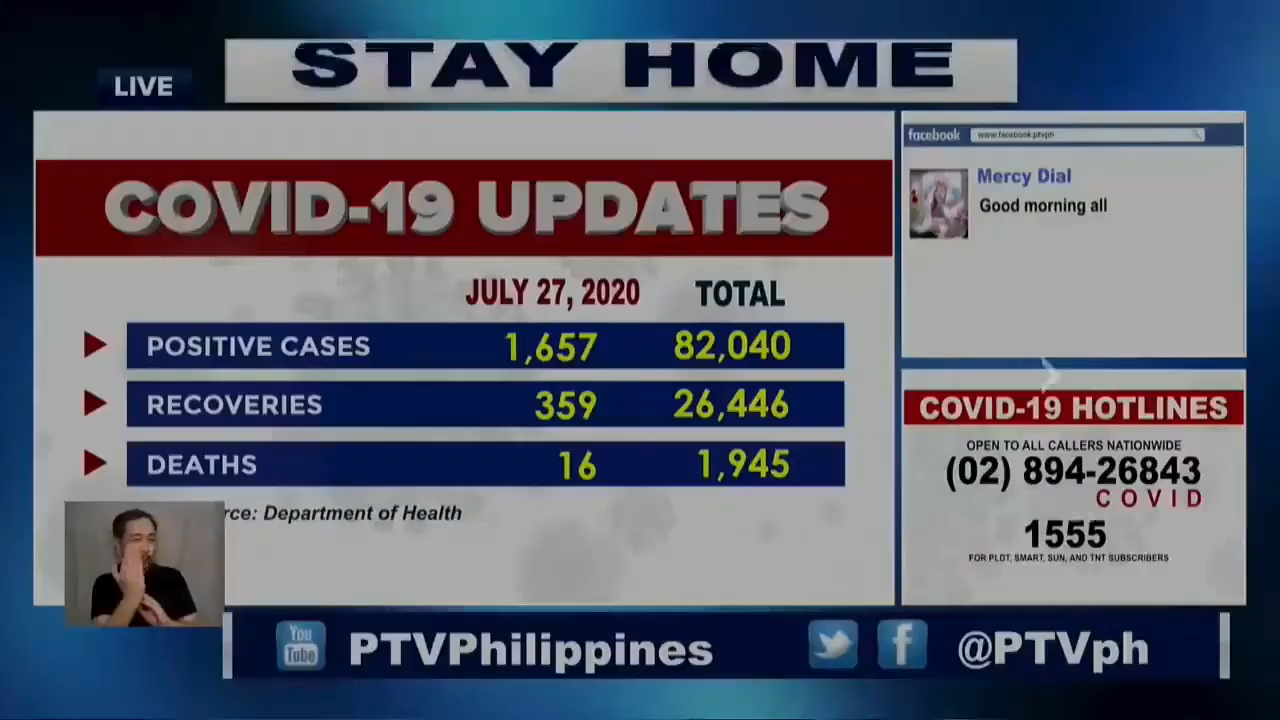 STAY HOME
LIVE
COVID-19 UPDATES
JULY 27, 2020 TOTAL
POSITIVE CASES 1,657 82,040
RECOVERIES 359 26,446
DEATHS 16 1,945
rce: Department of Health
facebook www.facebook.ptvph
Mercy Dial
Good morning all
COVID-19 HOTLINES
OPEN TO ALL CALLERS NATIONWIDE
(02) 894-26843
COVID
1555
FOR PLDT, SMART, SUN, AND TNT SUBSCRIBERS
You Tube PTVPhilippines @PTVph